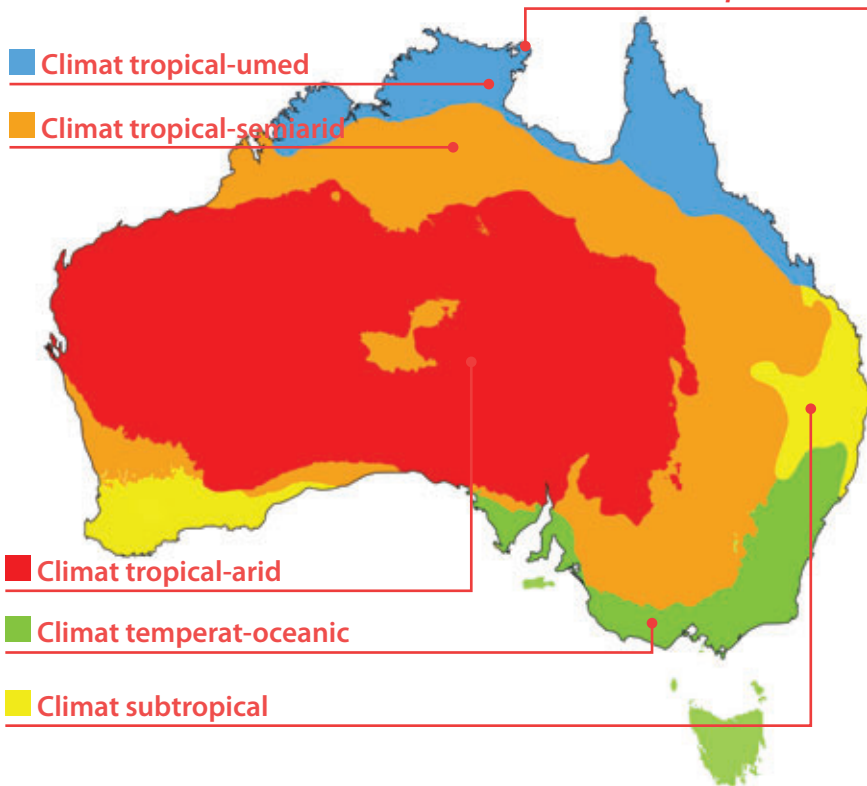 Climat tropical-umed
Climat tropical-semiarid
Climat tropical-arid
Climat temperat-oceanic
Climat subtropical